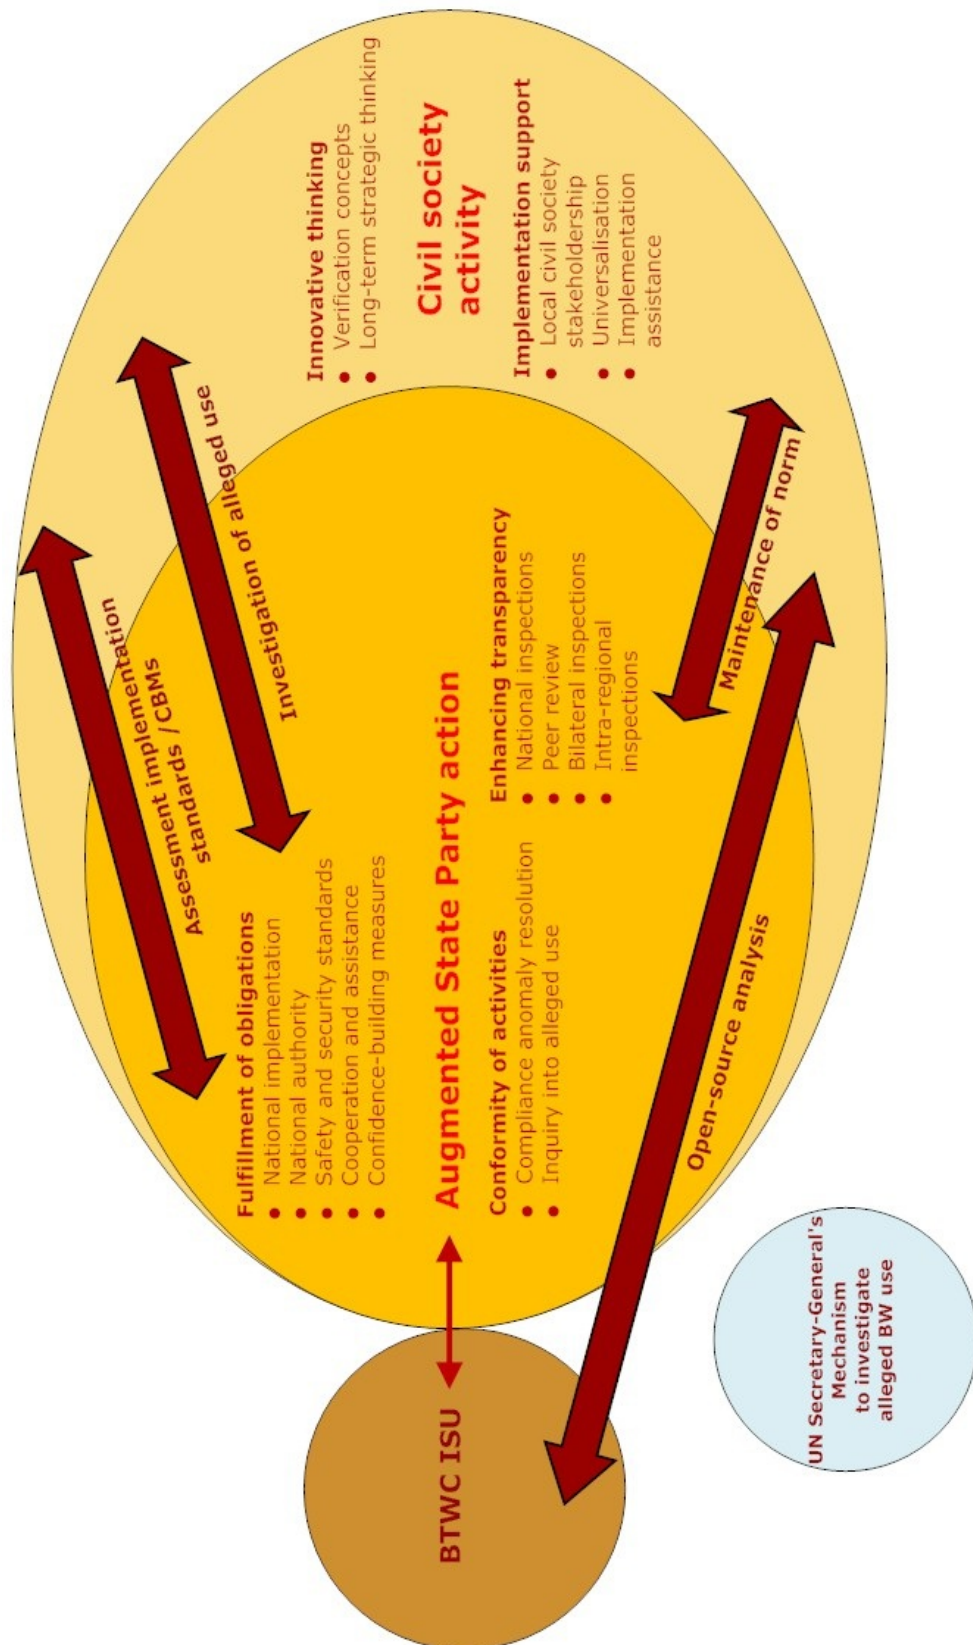 BTWC ISU
Augmented State Party action
Fulfillment of obligations
• National implementation
• National authority
• Safety and security standards
• Cooperation and assistance
• Confidence-building measures
Conformity of activities
• Compliance anomaly resolution
• Inquiry into alleged use
Enhancing transparency
• National inspections
• Peer review
• Bilateral inspections
• Intra-regional
inspections
Assessment implementation
standards /CBMs
Investigation of alleged use
Innovative thinking
• Verification concepts
• Long-term strategic thinking
Civil society
activity
Implementation support
• Local civil society
stakeholdership
• Universalisation
• Implementation
assistance
Maintenance of norm
Open-source analysis
UN Secretary-General's
Mechanism
to investigate
alleged BW use